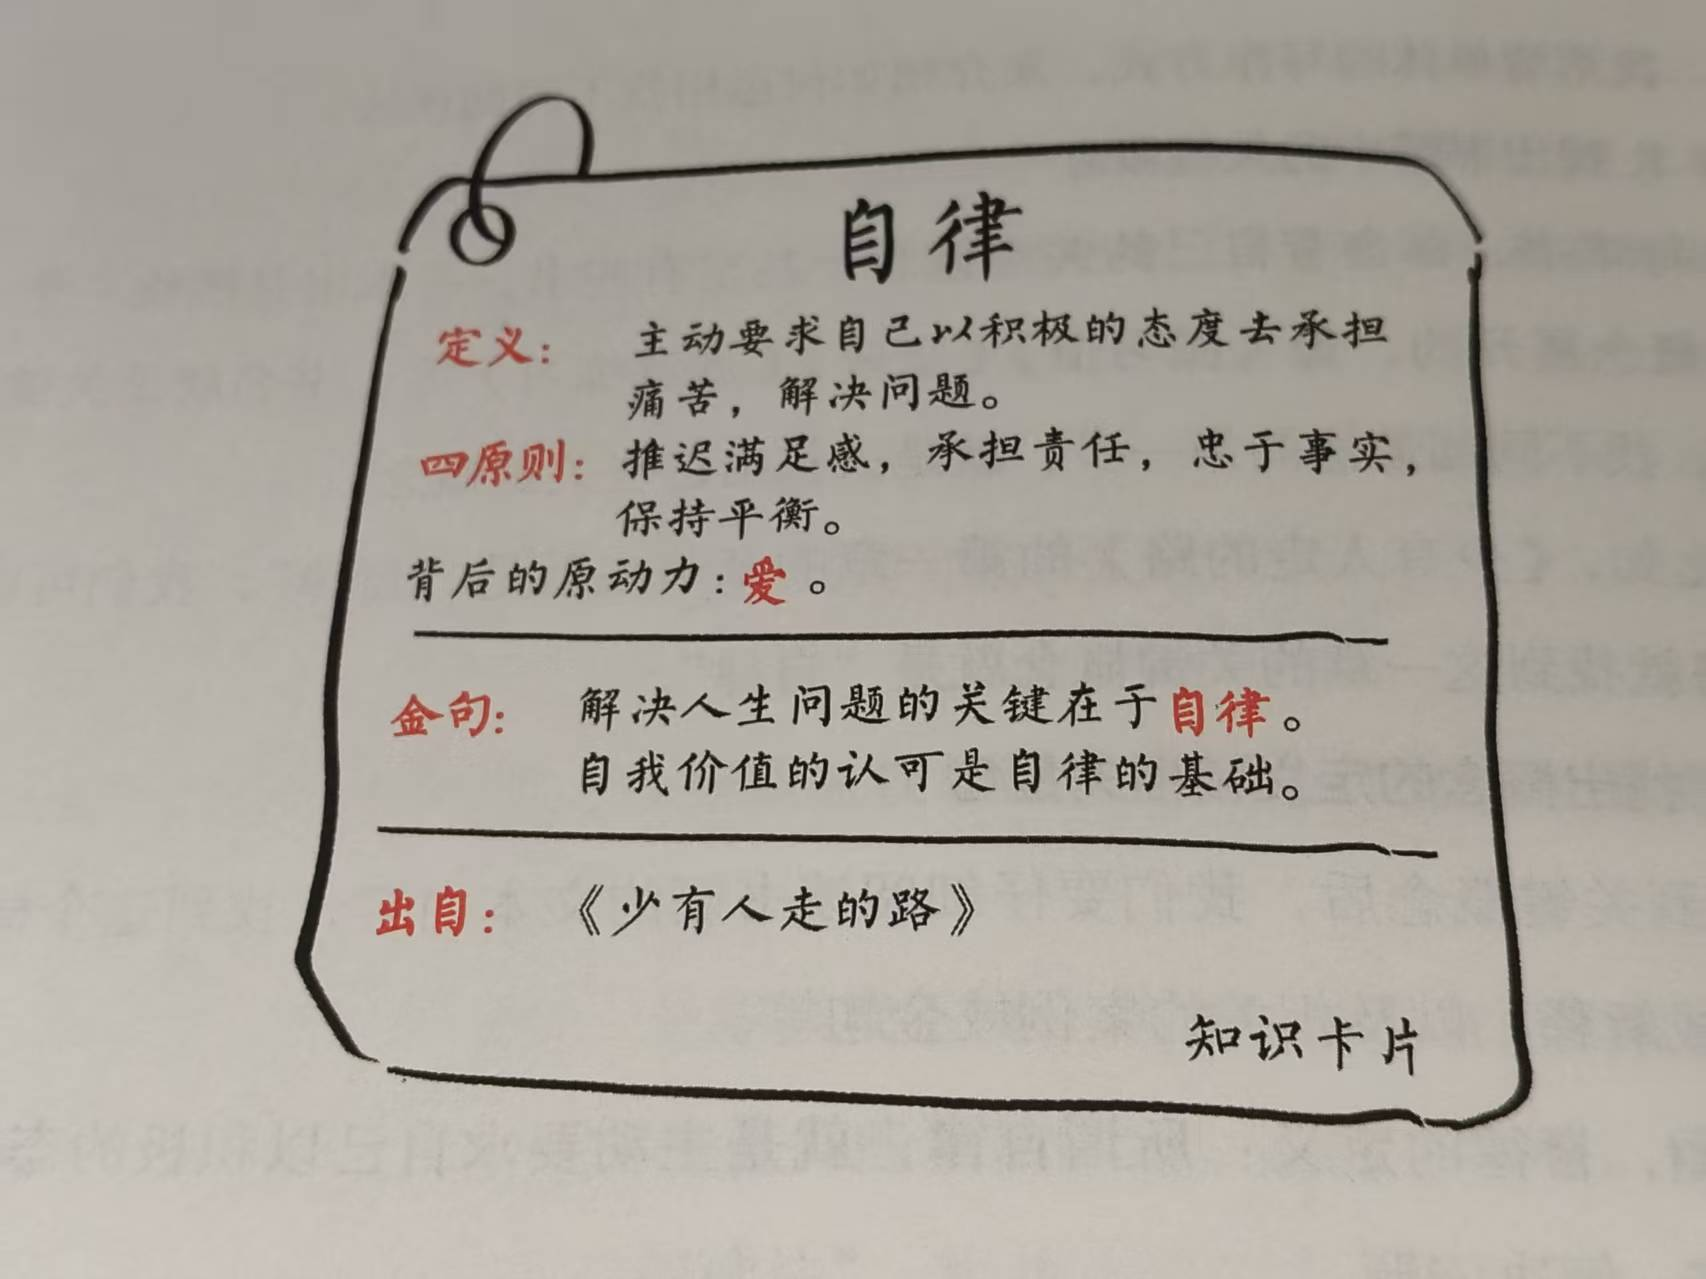 自律
定义： 主动要求自己以积极的态度去承担
痛苦，解决问题。
四原则：推迟满足感，承担责任，忠于事实，
保持平衡。
背后的原动力：爱。
金句： 解决人生问题的关键在于自律。
自我价值的认可是自律的基础。
出自： 《少有人走的路》
知识卡片